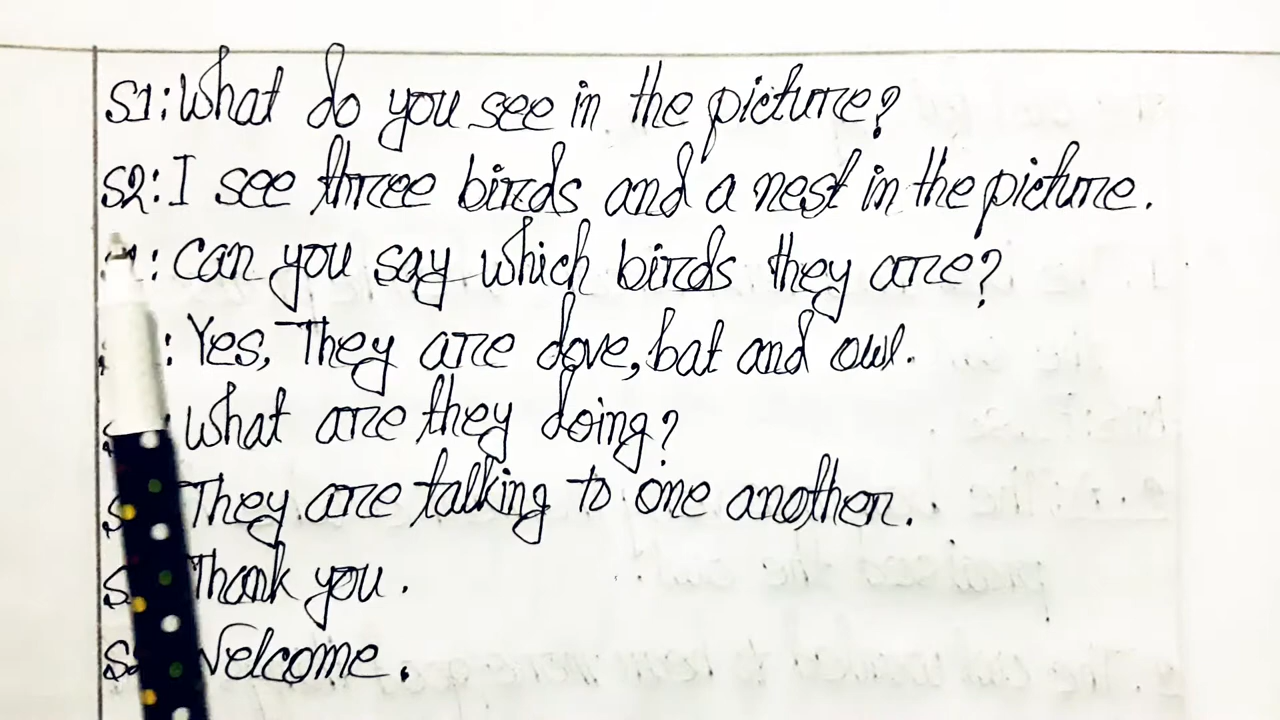 S1: What do you see in the picture?
S2: I see three birds and a nest in the picture.
: Can you say which birds they are?
: Yes, They are dove, bat and owl.
What are they doing?
They are talking to one another.
Thank you.
Welcome.